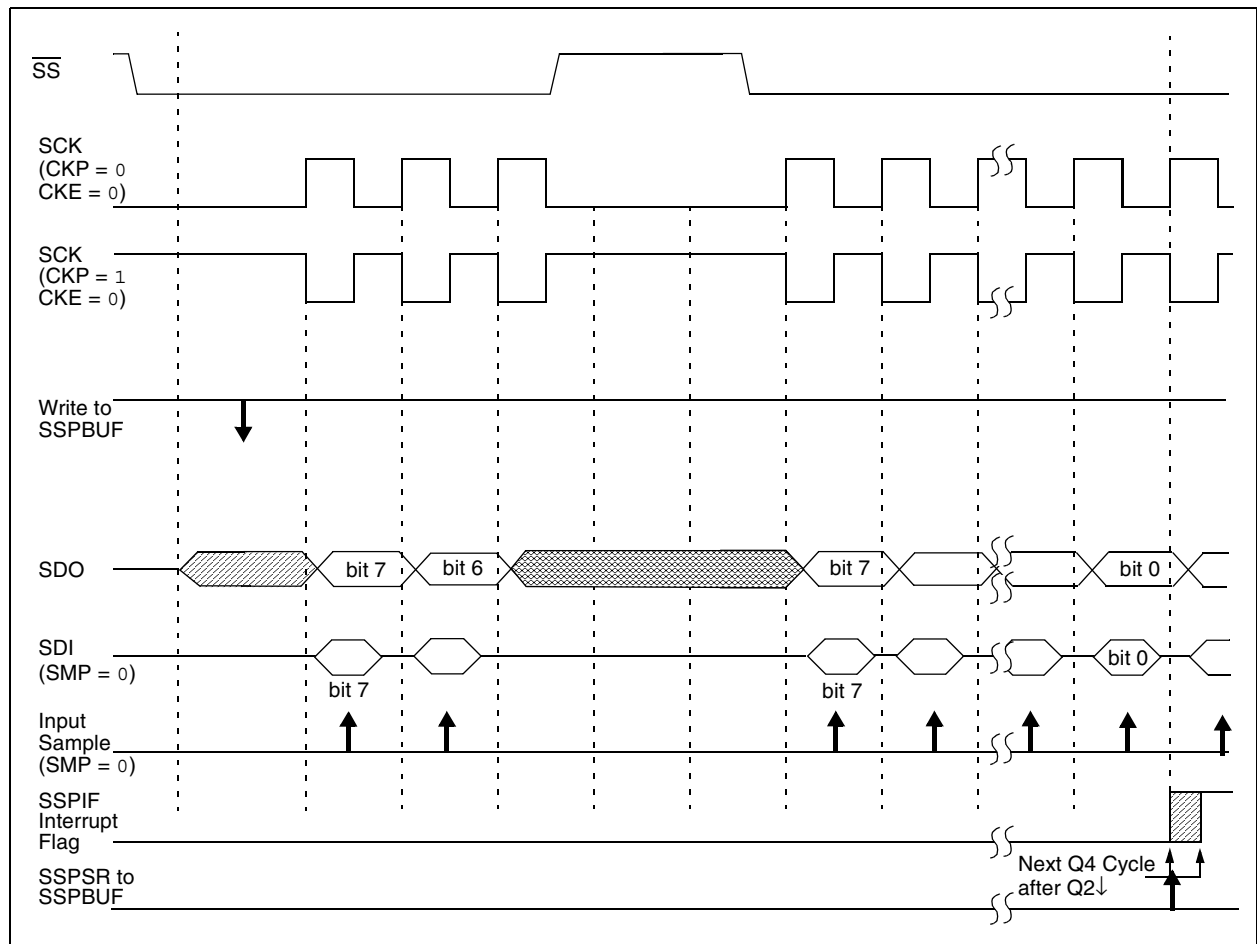 SS
SCK
(CKP = 0
CKE = 0)
SCK
(CKP = 1
CKE = 0)
Write to
SSPBUF
SDO
bit 7
bit 6
bit 7
bit 0
SDI
(SMP = 0)
bit 7
bit 7
bit 0
Input
Sample
(SMP = 0)
SSPIF
Interrupt
Flag
SSPSR to
SSPBUF
Next Q4 Cycle
after Q2↓